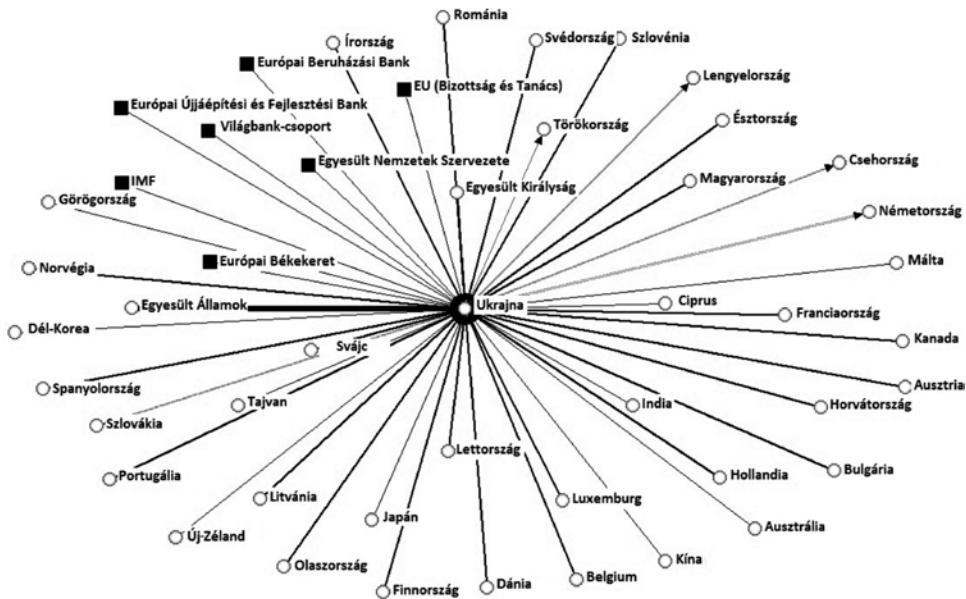 Románia
Írország
Svédország
Szlovénia
Európai Beruházási Bank
Lengyelország
EU (Bizottság és Tanács)
Európai Újjáépítési és Fejlesztési Bank
Világbank-csoport
Törökország
Észtország
Egyesült Nemzetek Szervezete
Csehország
IMF
Egyesült Királyság
Magyarország
Görögország
Németország
Európai Békekeret
Norvégia
Málta
Egyesült Államok
Ukrajna
Ciprus
Franciaország
Dél-Korea
Kanada
Svájc
Spanyolország
Ausztria
Tajvan
India
Horvátország
Szlovákia
Lettország
Portugália
Hollandia
Bulgária
Litvánia
Luxemburg
Japán
Ausztrália
Új-Zéland
Olaszország
Kína
Finnország
Dánia
Belgium